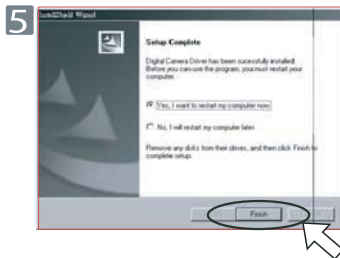 5
InstallShield Wizard
Setup Complete
Digital Camera Driver has been successfully installed.
Before you can use the program, you must restart your
computer.
Yes, I want to restart my computer now.
No, I will restart my computer later.
Remove any disks from their drives, and then click Finish to
complete setup.
Finish